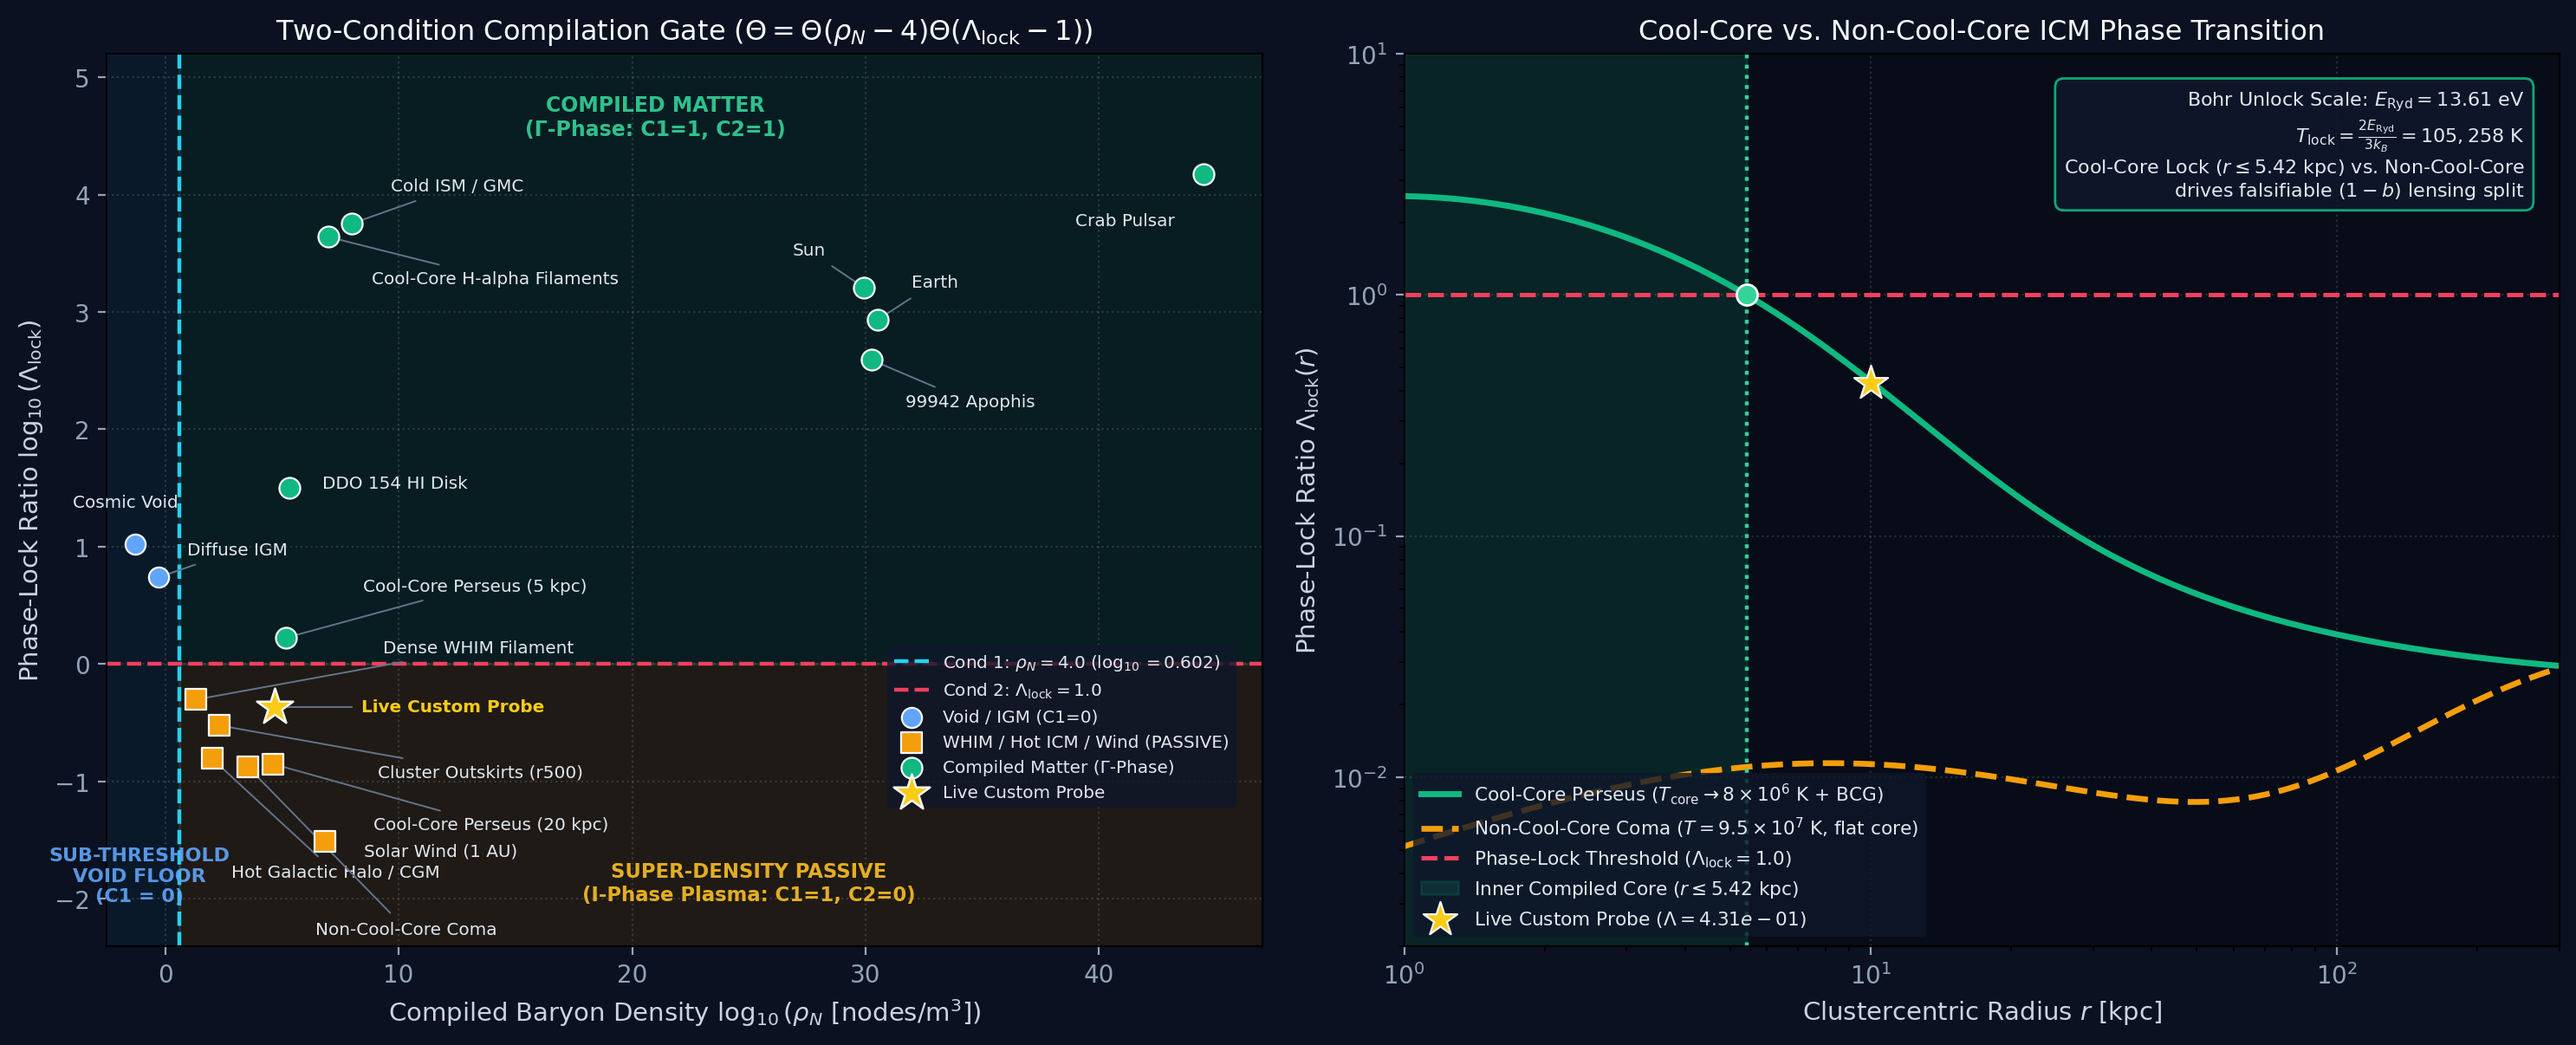 Two-Condition Compilation Gate (Θ = Θ(ρ_N − 4)Θ(Λ_lock − 1))
COMPILED MATTER
(Γ-Phase: C1=1, C2=1)
Cold ISM / GMC
Cool-Core H-alpha Filaments
Crab Pulsar
Sun
Earth
99942 Apophis
DDO 154 HI Disk
Cosmic Void
Diffuse IGM
Cool-Core Perseus (5 kpc)
Dense WHIM Filament
Live Custom Probe
Cluster Outskirts (r500)
Cool-Core Perseus (20 kpc)
Solar Wind (1 AU)
Hot Galactic Halo / CGM
Non-Cool-Core Coma
SUB-THRESHOLD
VOID FLOOR
(C1 = 0)
SUPER-DENSITY PASSIVE
(I-Phase Plasma: C1=1, C2=0)
Cond 1: ρ_N = 4.0 (log₁₀ = 0.602)
Cond 2: Λ_lock = 1.0
Void / IGM (C1=0)
WHIM / Hot ICM / Wind (PASSIVE)
Compiled Matter (Γ-Phase)
Live Custom Probe
5
4
3
2
1
0
−1
−2
0 10 20 30 40
Phase-Lock Ratio log₁₀(Λ_lock)
Compiled Baryon Density log₁₀(ρ_N [nodes/m³])
Cool-Core vs. Non-Cool-Core ICM Phase Transition
Bohr Unlock Scale: E_Ryd = 13.61 eV
T_lock = 2E_Ryd/3k_B = 105, 258 K
Cool-Core Lock (r ≤ 5.42 kpc) vs. Non-Cool-Core
drives falsifiable (1 − b) lensing split
Cool-Core Perseus (T_core → 8 × 10⁶ K + BCG)
Non-Cool-Core Coma (T = 9.5 × 10⁷ K, flat core)
Phase-Lock Threshold (Λ_lock = 1.0)
Inner Compiled Core (r ≤ 5.42 kpc)
Live Custom Probe (Λ = 4.31e − 01)
10¹
10⁰
10⁻¹
10⁻²
10⁰ 10¹ 10²
Phase-Lock Ratio Λ_lock(r)
Clustercentric Radius r [kpc]